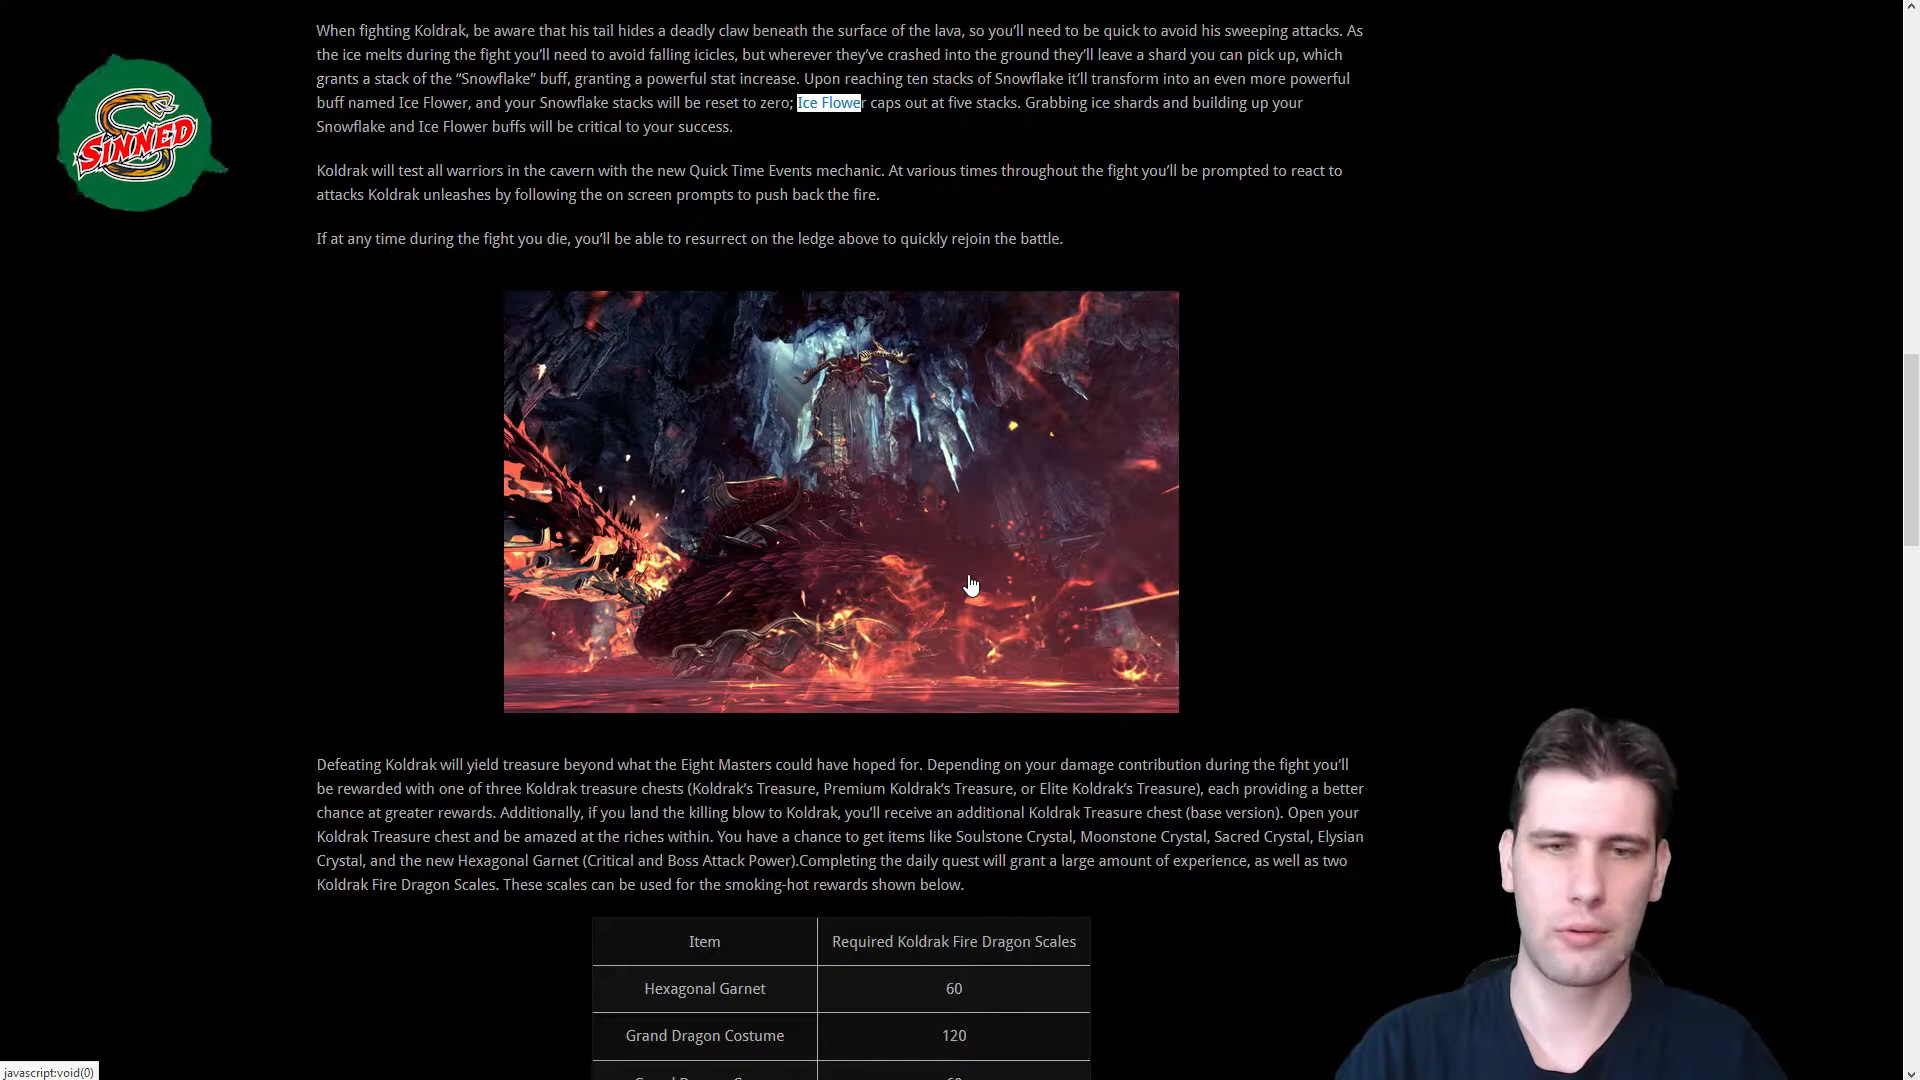 When fighting Koldrak, be aware that his tail hides a deadly claw beneath the surface of the lava, so you’ll need to be quick to avoid his sweeping attacks. As
the ice melts during the fight you’ll need to avoid falling icicles, but wherever they’ve crashed into the ground they’ll leave a shard you can pick up, which
grants a stack of the “Snowflake” buff, granting a powerful stat increase. Upon reaching ten stacks of Snowflake it’ll transform into an even more powerful
buff named Ice Flower, and your Snowflake stacks will be reset to zero; Ice Flower caps out at five stacks. Grabbing ice shards and building up your
Snowflake and Ice Flower buffs will be critical to your success.
SINNED
Koldrak will test all warriors in the cavern with the new Quick Time Events mechanic. At various times throughout the fight you’ll be prompted to react to
attacks Koldrak unleashes by following the on screen prompts to push back the fire.
If at any time during the fight you die, you’ll be able to resurrect on the ledge above to quickly rejoin the battle.
Defeating Koldrak will yield treasure beyond what the Eight Masters could have hoped for. Depending on your damage contribution during the fight you’ll
be rewarded with one of three Koldrak treasure chests (Koldrak’s Treasure, Premium Koldrak’s Treasure, or Elite Koldrak’s Treasure), each providing a better
chance at greater rewards. Additionally, if you land the killing blow to Koldrak, you’ll receive an additional Koldrak Treasure chest (base version). Open your
Koldrak Treasure chest and be amazed at the riches within. You have a chance to get items like Soulstone Crystal, Moonstone Crystal, Sacred Crystal, Elysian
Crystal, and the new Hexagonal Garnet (Critical and Boss Attack Power).Completing the daily quest will grant a large amount of experience, as well as two
Koldrak Fire Dragon Scales. These scales can be used for the smoking-hot rewards shown below.
Item Required Koldrak Fire Dragon Scales
Hexagonal Garnet 60
Grand Dragon Costume 120
javascript:void(0)